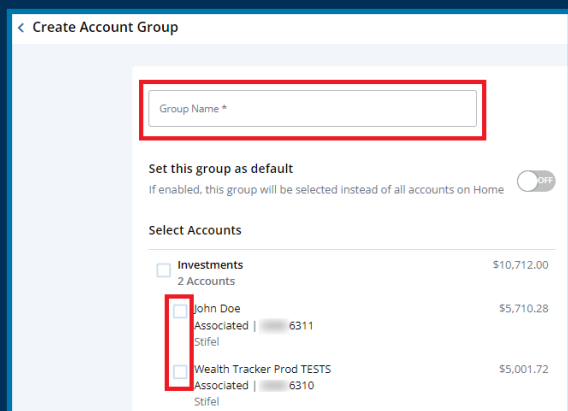 Create Account Group
Group Name *
Set this group as default
If enabled, this group will be selected instead of all accounts on Home
OFF
Select Accounts
Investments $10,712.00
2 Accounts
John Doe $5,710.28
Associated | 6311
Stifel
Wealth Tracker Prod TESTS $5,001.72
Associated | 6310
Stifel